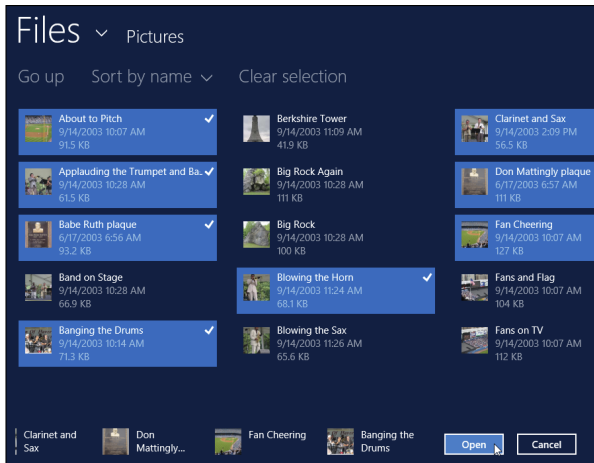 Files Pictures
Go up Sort by name Clear selection
About to Pitch
9/14/2003 10:07 AM
91.5 KB
Applauding the Trumpet and Ba..
9/14/2003 10:28 AM
61.5 KB
Babe Ruth plaque
6/17/2003 6:56 AM
93.2 KB
Band on Stage
9/14/2003 10:28 AM
66.9 KB
Banging the Drums
9/14/2003 10:14 AM
71.3 KB
Berkshire Tower
9/14/2003 11:09 AM
41.9 KB
Big Rock Again
9/14/2003 10:28 AM
111 KB
Big Rock
9/14/2003 10:28 AM
100 KB
Blowing the Horn
9/14/2003 11:24 AM
68.1 KB
Blowing the Sax
9/14/2003 11:26 AM
65.6 KB
Clarinet and Sax
9/14/2003 2:09 PM
56.5 KB
Don Mattingly plaque
6/17/2003 6:57 AM
111 KB
Fan Cheering
9/14/2003 10:07 AM
127 KB
Fans and Flag
9/14/2003 10:07 AM
104 KB
Fans on TV
9/14/2003 10:07 AM
112 KB
Clarinet and
Sax
Don
Mattingly...
Fan Cheering
Banging the
Drums
Open
Cancel